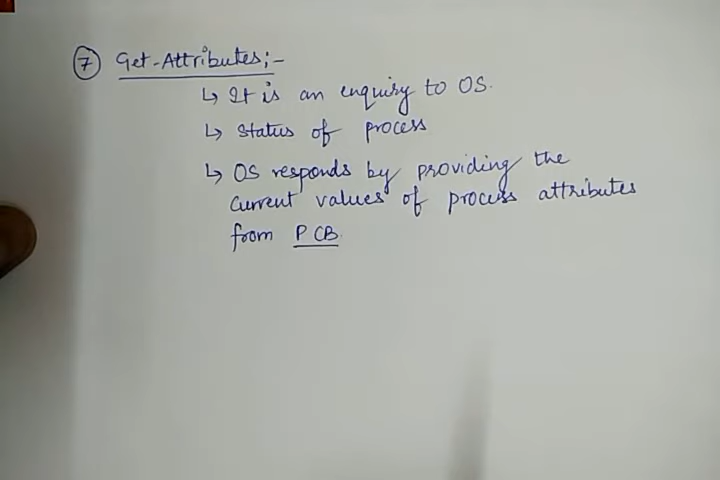 7 Get-Attributes:-
↳ It is an enquiry to OS.
↳ Status of process
↳ OS responds by providing the
current values of process attributes
from PCB.